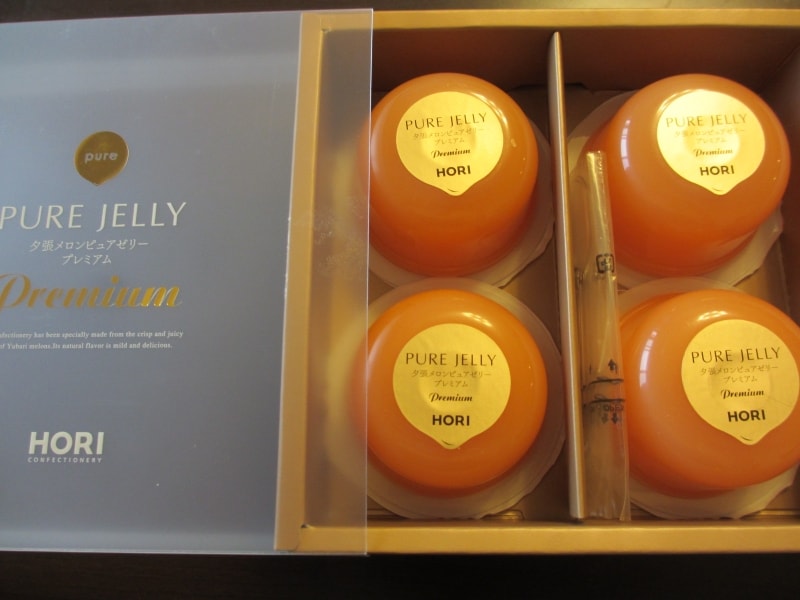 pure
PURE JELLY
夕張メロンピュアゼリー
プレミアム
Premium
confectionery has been specially made from the crisp and juicy
of Yubari melons.Its natural flavor is mild and delicious.
HORI
CONFECTIONERY
PURE JELLY
夕張メロンピュアゼリー
プレミアム
Premium
HORI
PURE JELLY
夕張メロンピュアゼリー
プレミアム
Premium
HORI
PURE JELLY
夕張メロンピュアゼリー
プレミアム
Premium
HORI
PURE JELLY
夕張メロンピュアゼリー
プレミアム
Premium
HORI